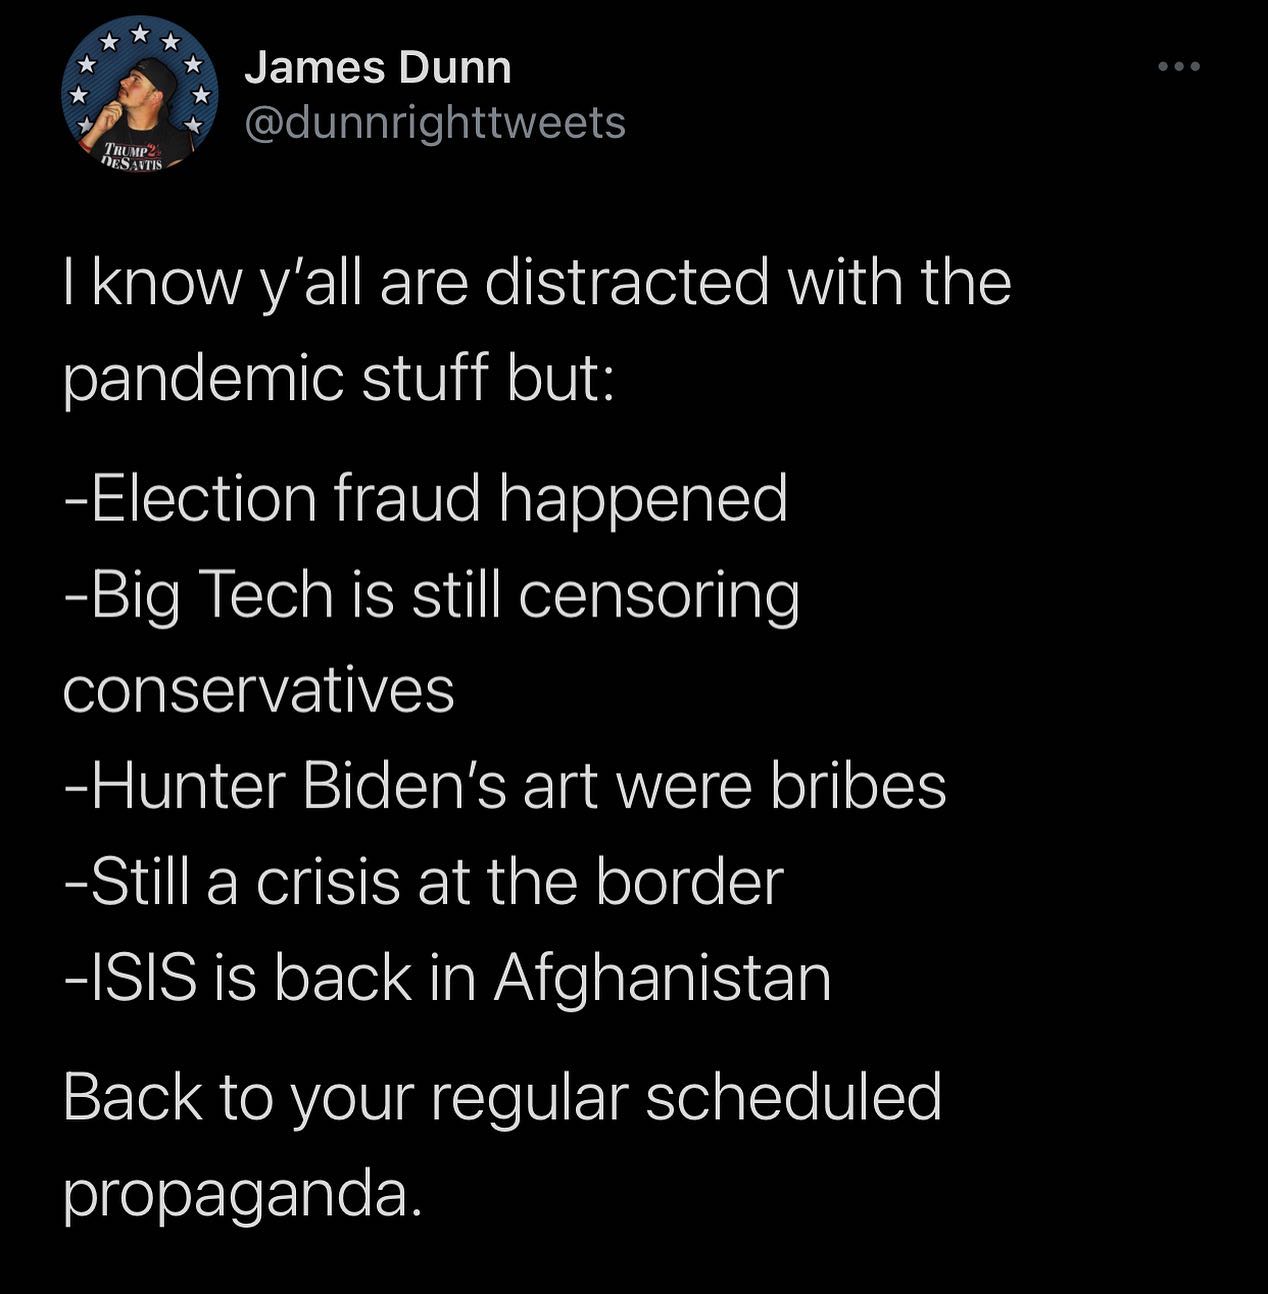 James Dunn
@dunnrighttweets
TRUMP
DESANTIS
I know y’all are distracted with the
pandemic stuff but:
-Election fraud happened
-Big Tech is still censoring
conservatives
-Hunter Biden’s art were bribes
-Still a crisis at the border
-ISIS is back in Afghanistan
Back to your regular scheduled
propaganda.